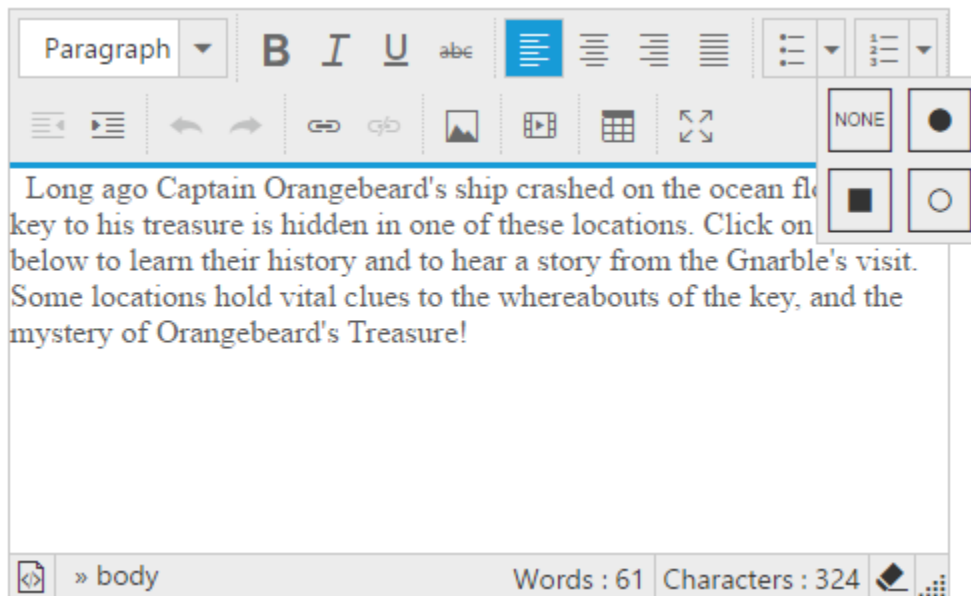 Paragraph B I U abc
NONE
Long ago Captain Orangebeard's ship crashed on the ocean
key to his treasure is hidden in one of these locations. Click on
below to learn their history and to hear a story from the Gnarble's visit.
Some locations hold vital clues to the whereabouts of the key, and the
mystery of Orangebeard's Treasure!
» body Words : 61 Characters : 324